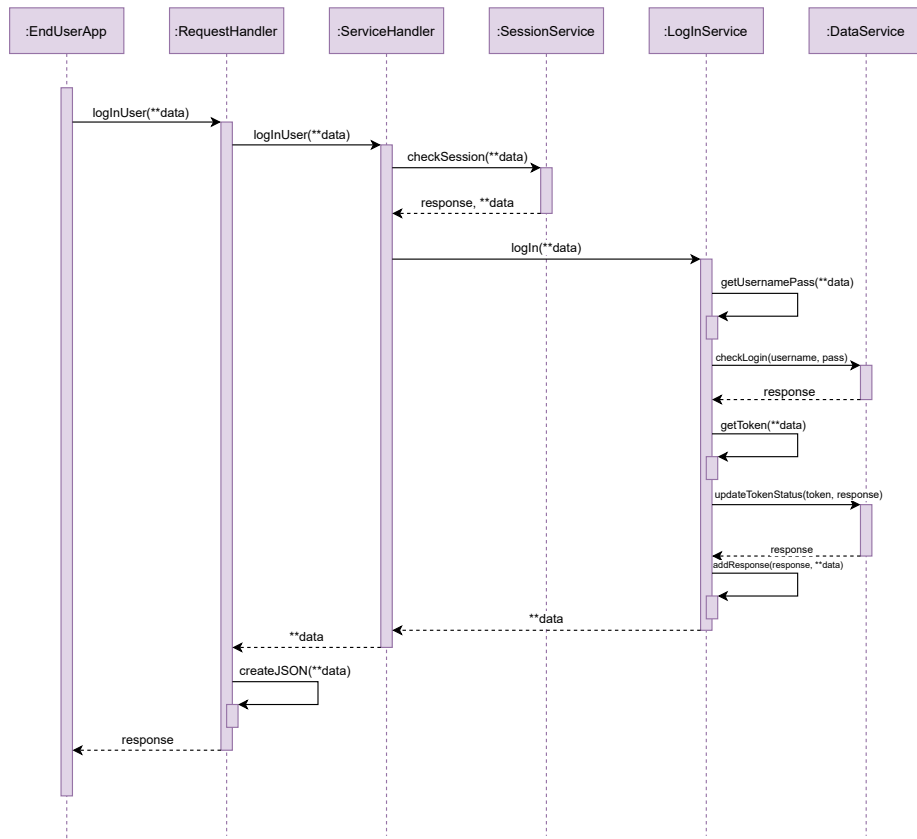 :EndUserApp
:RequestHandler
:ServiceHandler
:SessionService
:LogInService
:DataService
logInUser(**data)
logInUser(**data)
checkSession(**data)
response, **data
logIn(**data)
getUsernamePass(**data)
checkLogin(username, pass)
response
getToken(**data)
updateTokenStatus(token, response)
response
addResponse(response, **data)
**data
**data
createJSON(**data)
response